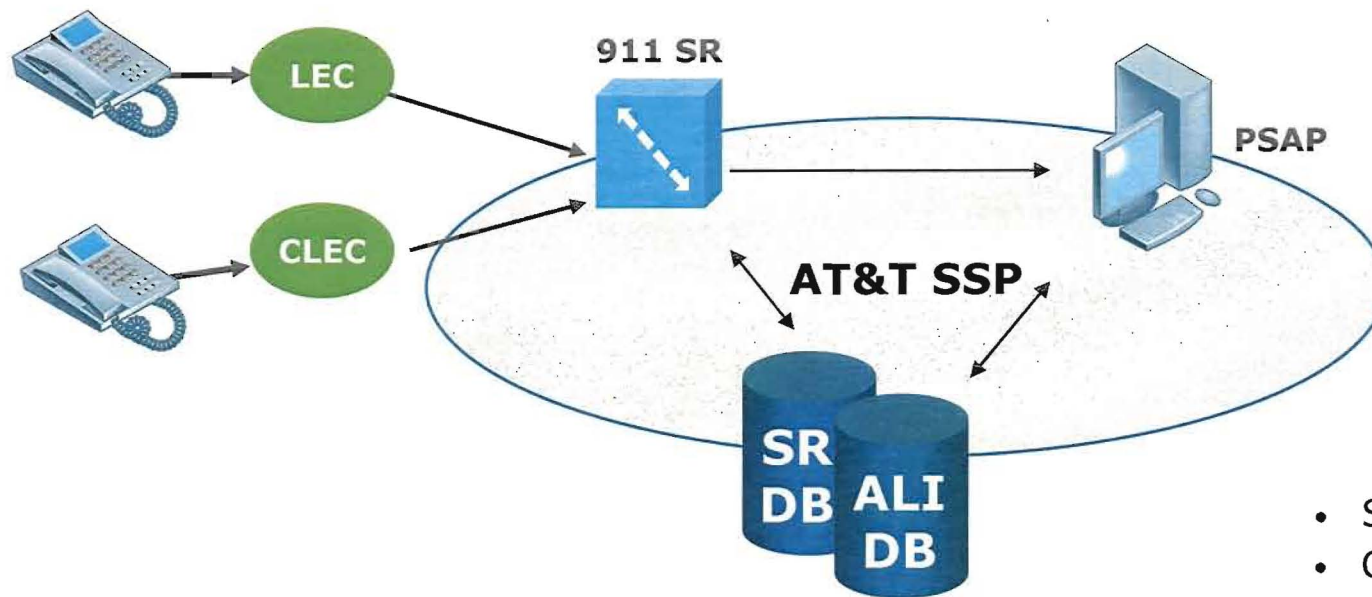 LEC
911 SR
PSAP
CLEC
AT&T SSP
SR
DB
ALI
DB
• S
• C